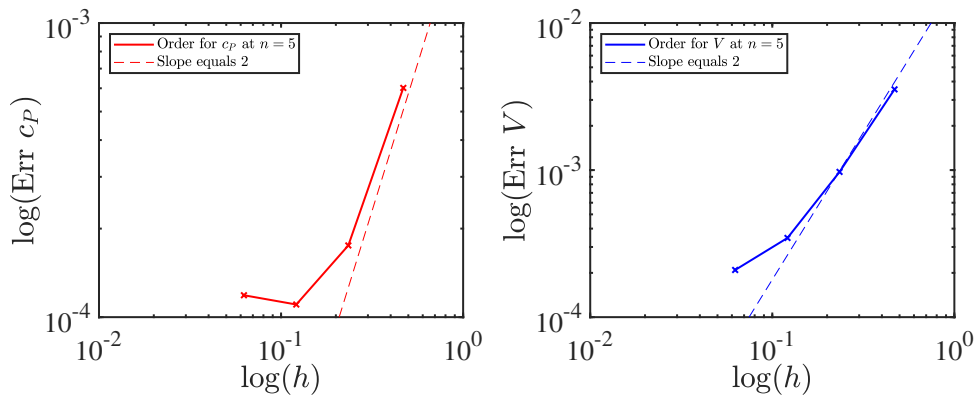 10^{-3}
Order for $c_P$ at $n = 5$
Slope equals 2
log(Err $c_P$)
10^{-4}
10^{-2}
10^{-1}
10^{0}
log($h$)
10^{-2}
Order for $V$ at $n = 5$
Slope equals 2
log(Err $V$)
10^{-3}
10^{-4}
10^{-2}
10^{-1}
10^{0}
log($h$)